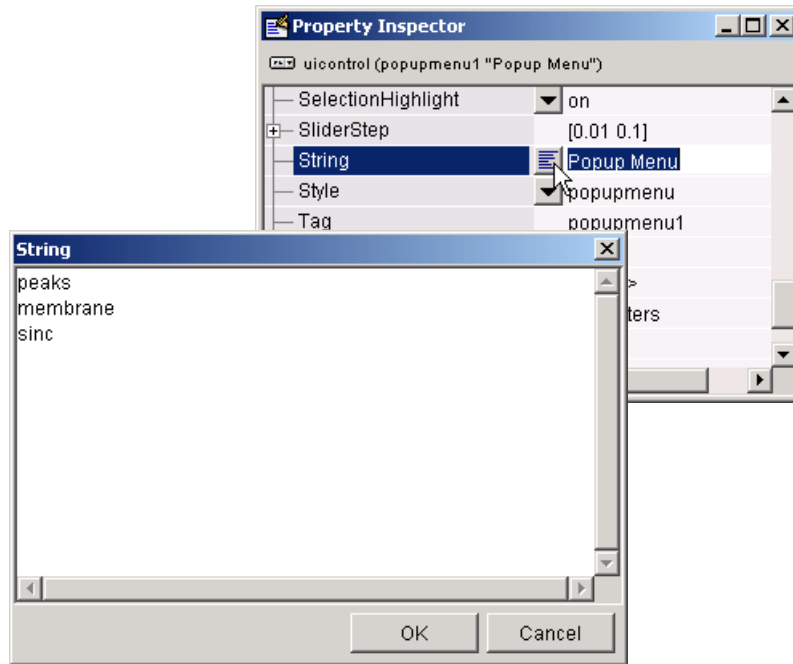 Property Inspector
uicontrol (popupmenu1 "Popup Menu")
SelectionHighlight on
SliderStep [0.01 0.1]
String Popup Menu
Style popupmenu
Tag popupmenu1
>
ters
String
peaks
membrane
sinc
OK Cancel